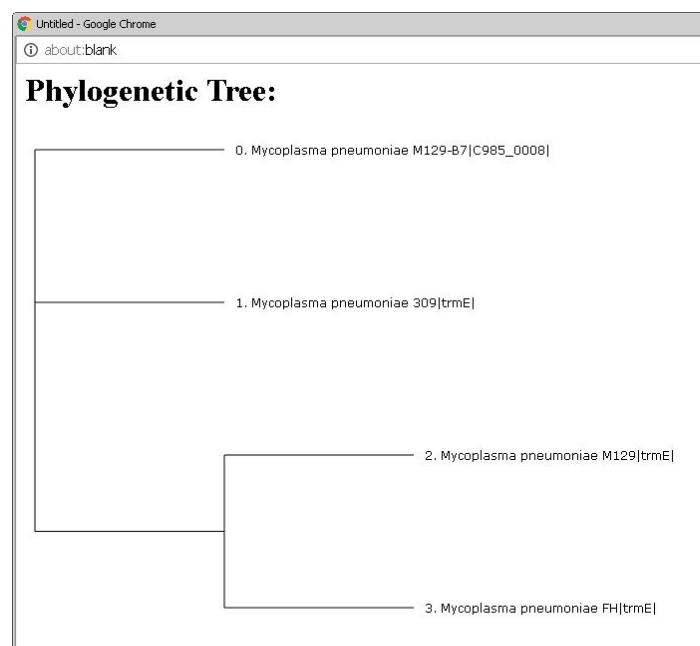 Untitled - Google Chrome
about:blank
Phylogenetic Tree:
0. Mycoplasma pneumoniae M129-B7|C985_0008|
1. Mycoplasma pneumoniae 309|trmE|
2. Mycoplasma pneumoniae M129|trmE|
3. Mycoplasma pneumoniae FH|trmE|